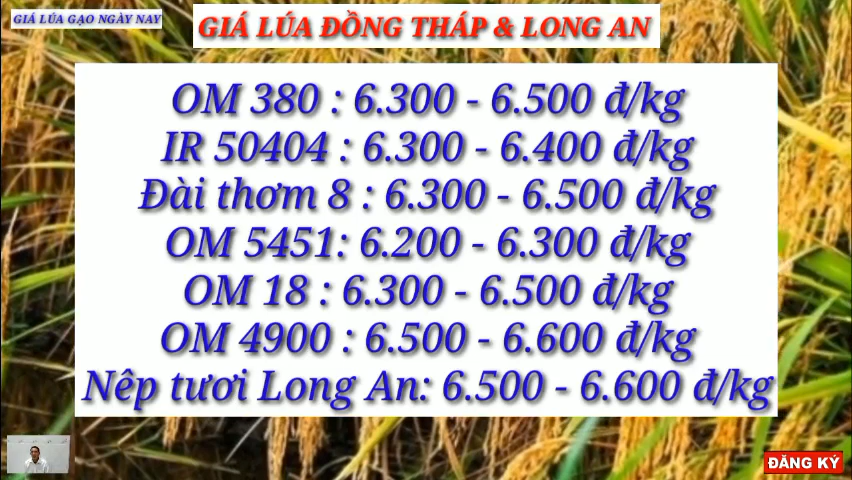 GIÁ LÚA GẠO NGÀY NAY
GIÁ LÚA ĐỒNG THÁP & LONG AN
OM 380 : 6.300 - 6.500 đ/kg
IR 50404 : 6.300 - 6.400 đ/kg
Đài thơm 8 : 6.300 - 6.500 đ/kg
OM 5451: 6.200 - 6.300 đ/kg
OM 18 : 6.300 - 6.500 đ/kg
OM 4900 : 6.500 - 6.600 đ/kg
Nêp tươi Long An: 6.500 - 6.600 đ/kg
ĐĂNG KÝ